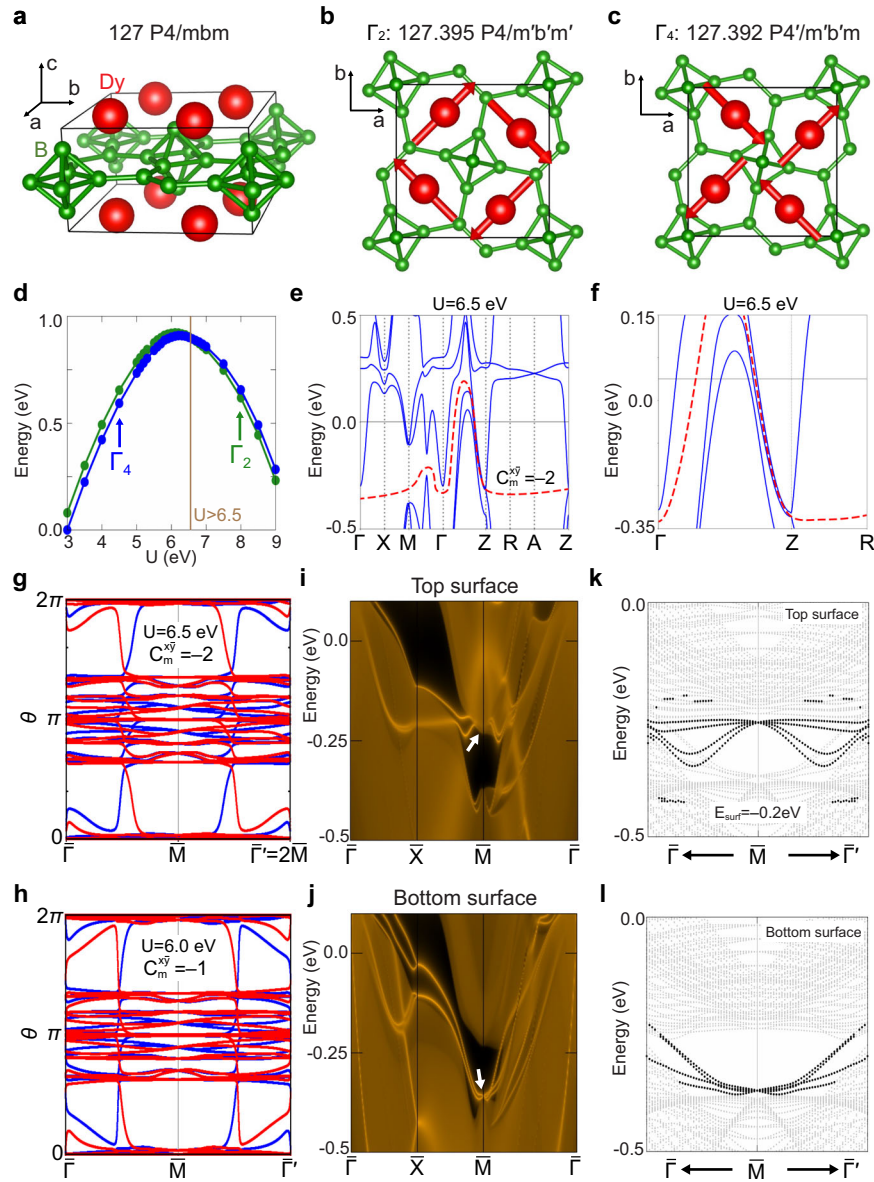 a
127 P4/mbm
c
b
a
Dy
B
b
Γ₂: 127.395 P4/m′b′m′
b
a
c
Γ₄: 127.392 P4′/m′b′m
b
a
d
Energy (eV)
1.0
0.5
0.0
Γ₄
Γ₂
U>6.5
3 4 5 6 7 8 9
U (eV)
e
U=6.5 eV
Energy (eV)
0.5
0.0
-0.5
C_m^{xȳ}=–2
Γ X M Γ Z R A Z
f
U=6.5 eV
Energy (eV)
0.15
0.0
-0.35
Γ Z R
g
2π
θ π
0
U=6.5 eV
C_m^{xȳ}=–2
Γ̄ M̄ Γ̄′=2M̄
i
Top surface
Energy (eV)
0.0
-0.25
-0.5
Γ̄ X̄ M̄ Γ̄
k
Energy (eV)
0.0
-0.5
Top surface
E_surf=–0.2eV
Γ̄ M̄ Γ̄′
h
2π
θ π
0
U=6.0 eV
C_m^{xȳ}=–1
Γ̄ M̄ Γ̄′
j
Bottom surface
Energy (eV)
0.0
-0.25
-0.5
Γ̄ X̄ M̄ Γ̄
l
Energy (eV)
0.0
-0.5
Bottom surface
Γ̄ M̄ Γ̄′